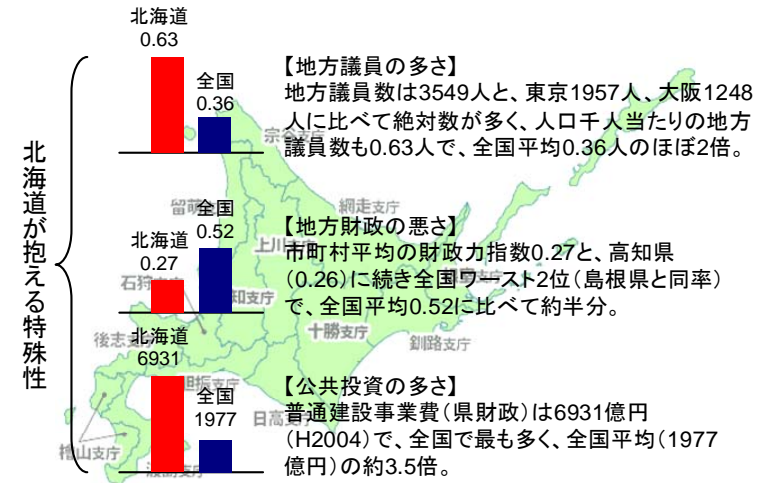 北海道が抱える特殊性
北海道
0.63
全国
0.36
【地方議員の多さ】
地方議員数は3549人と、東京1957人、大阪1248
人に比べて絶対数が多く、人口千人当たりの地方
議員数も0.63人で、全国平均0.36人のほぼ2倍。
宗谷支庁
留萌支庁
網走支庁
上川支庁
北海道
0.27
全国
0.52
【地方財政の悪さ】
市町村平均の財政力指数0.27と、高知県
（0.26）に続き全国ワースト2位（島根県と同率）
で、全国平均0.52に比べて約半分。
石狩支庁
知支庁
十勝支庁
釧路支庁
後志支庁
北海道
6931
全国
1977
【公共投資の多さ】
普通建設事業費（県財政）は6931億円
（H2004）で、全国で最も多く、全国平均（1977
億円）の約3.5倍。
胆振支庁
日高支庁
檜山支庁
渡島支庁